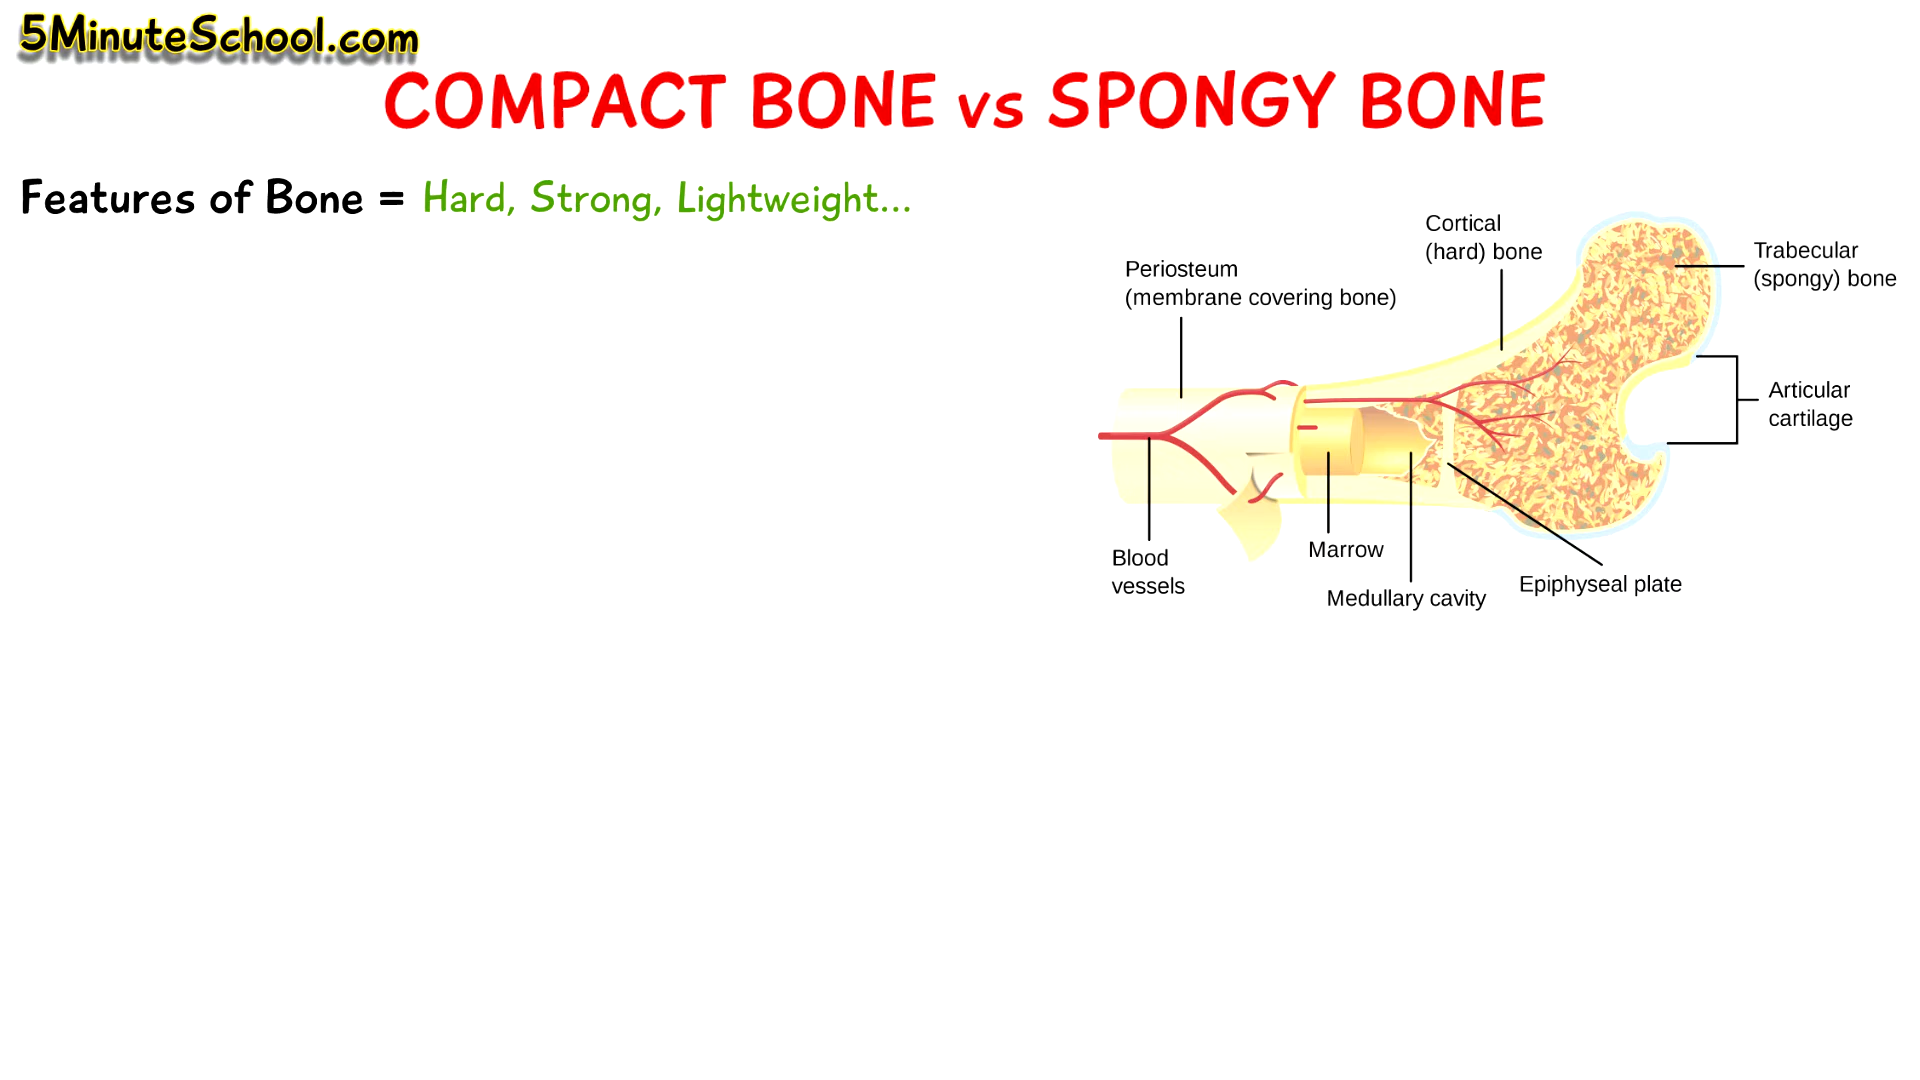 5MinuteSchool.com
COMPACT BONE vs SPONGY BONE
Features of Bone = Hard, Strong, Lightweight...
Cortical
(hard) bone
Trabecular
(spongy) bone
Periosteum
(membrane covering bone)
Articular
cartilage
Blood
vessels
Marrow
Medullary cavity
Epiphyseal plate